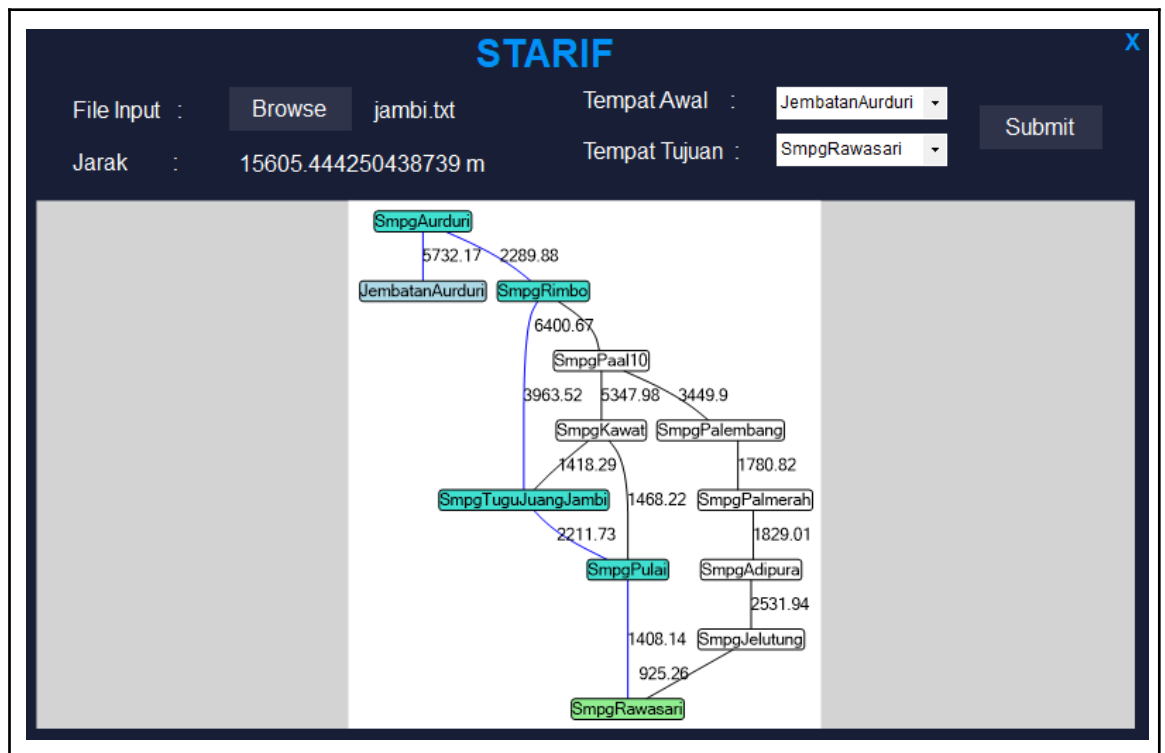 STARIF
X
File Input :
Browse
jambi.txt
Tempat Awal :
JembatanAurduri
Submit
Jarak :
15605.444250438739 m
Tempat Tujuan :
SmpgRawasari
SmpgAurduri
5732.17
2289.88
JembatanAurduri
SmpgRimbo
6400.67
SmpgPaal10
3963.52
5347.98
3449.9
SmpgKawat
SmpgPalembang
1418.29
1780.82
SmpgTuguJuangJambi
1468.22
SmpgPalmerah
2211.73
1829.01
SmpgPulai
SmpgAdipura
2531.94
1408.14
SmpgJelutung
925.26
SmpgRawasari